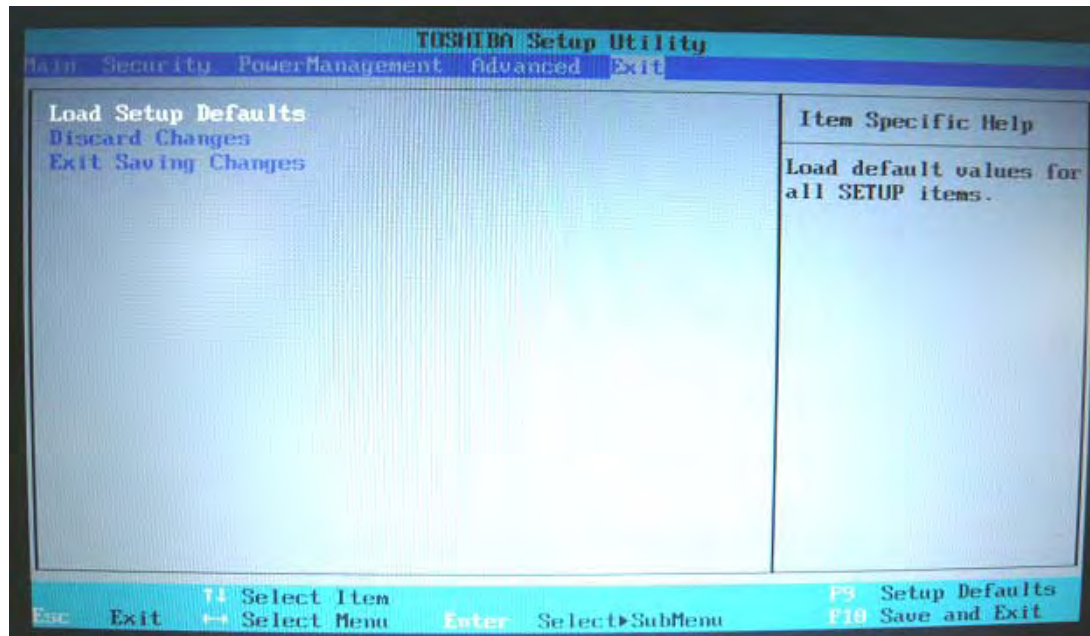 TOSHIBA Setup Utility
Main Security PowerManagement Advanced Exit
Load Setup Defaults
Discard Changes
Exit Saving Changes
Item Specific Help
Load default values for
all SETUP items.
↑↓ Select Item F9 Setup Defaults
Esc Exit ↔ Select Menu Enter Select▶SubMenu F10 Save and Exit